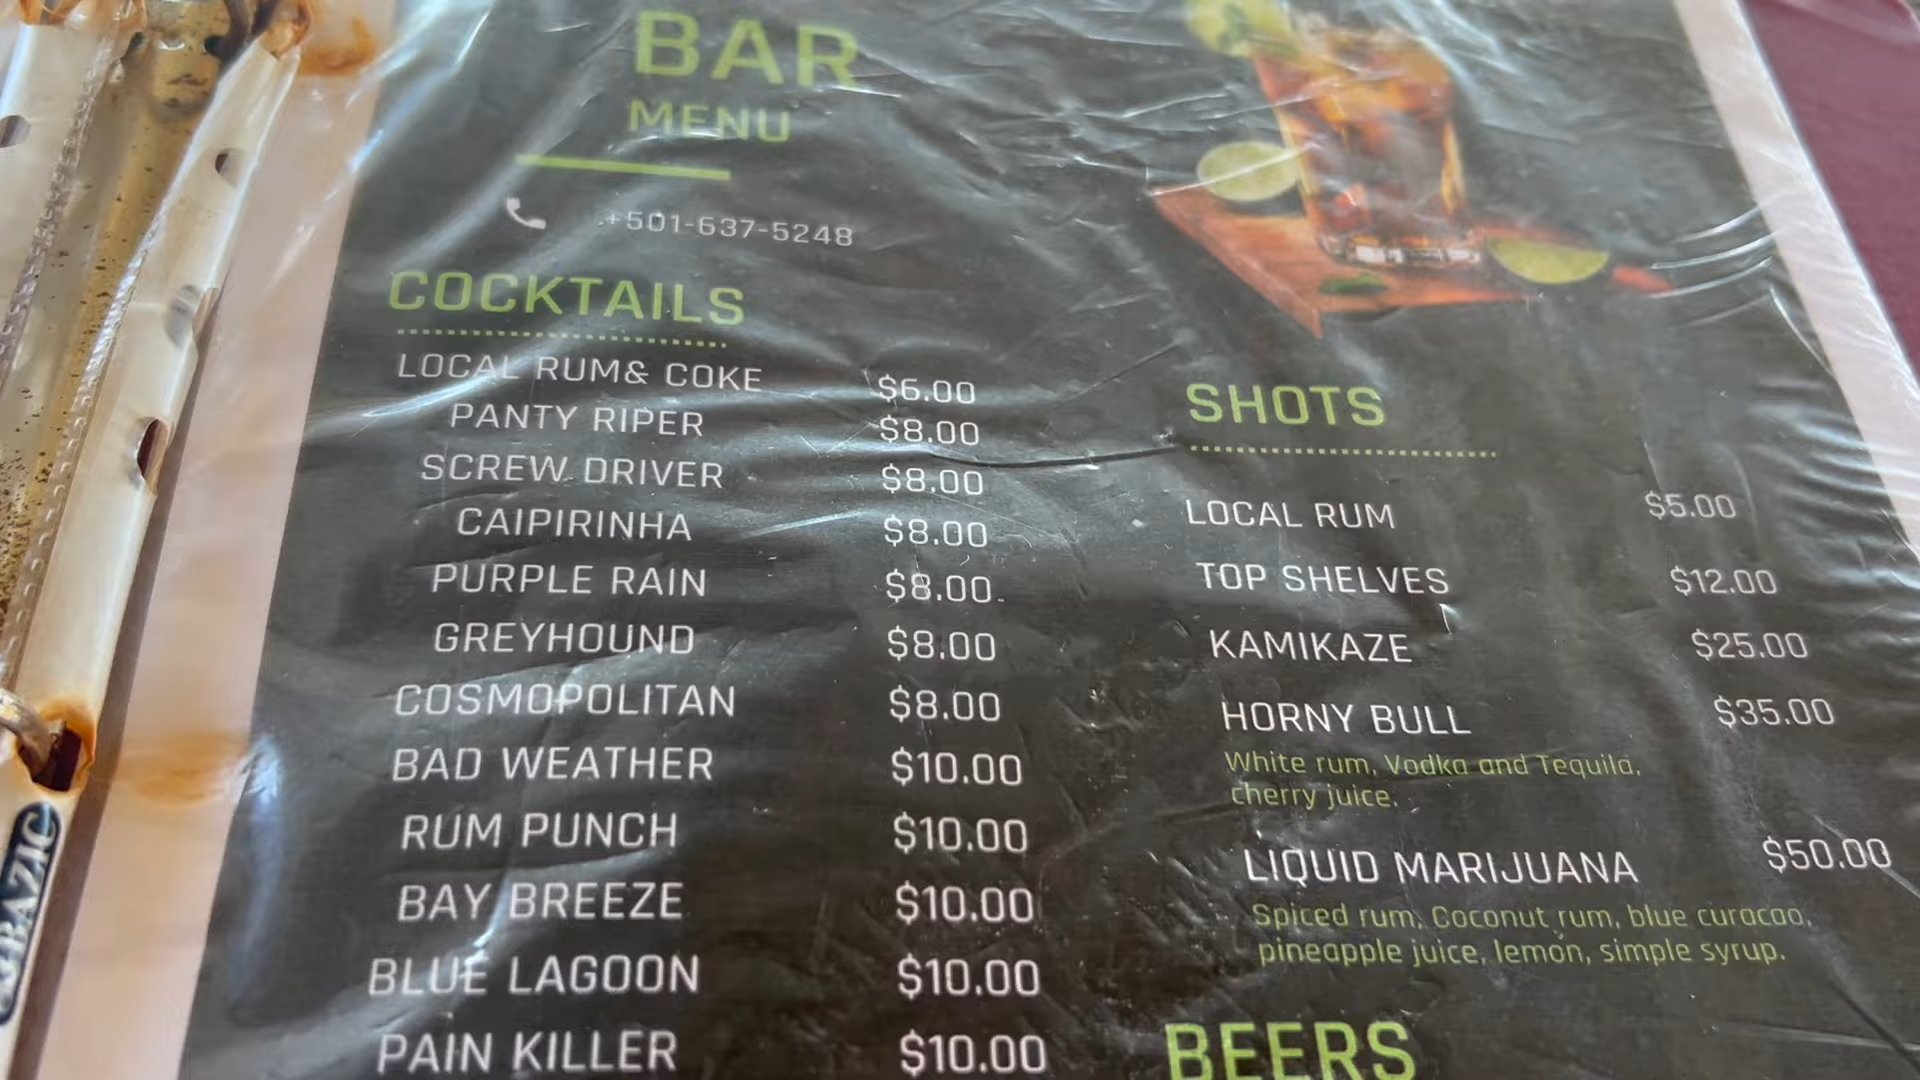 BAR
MENU
+501-637-5248
COCKTAILS
LOCAL RUM& COKE $6.00
PANTY RIPER $8.00
SCREW DRIVER $8.00
CAIPIRINHA $8.00
PURPLE RAIN $8.00
GREYHOUND $8.00
COSMOPOLITAN $8.00
BAD WEATHER $10.00
RUM PUNCH $10.00
BAY BREEZE $10.00
BLUE LAGOON $10.00
PAIN KILLER $10.00
SHOTS
LOCAL RUM $5.00
TOP SHELVES $12.00
KAMIKAZE $25.00
HORNY BULL $35.00
White rum, Vodka and Tequila,
cherry juice.
LIQUID MARIJUANA $50.00
Spiced rum, Coconut rum, blue curacao,
pineapple juice, lemon, simple syrup.
BEERS